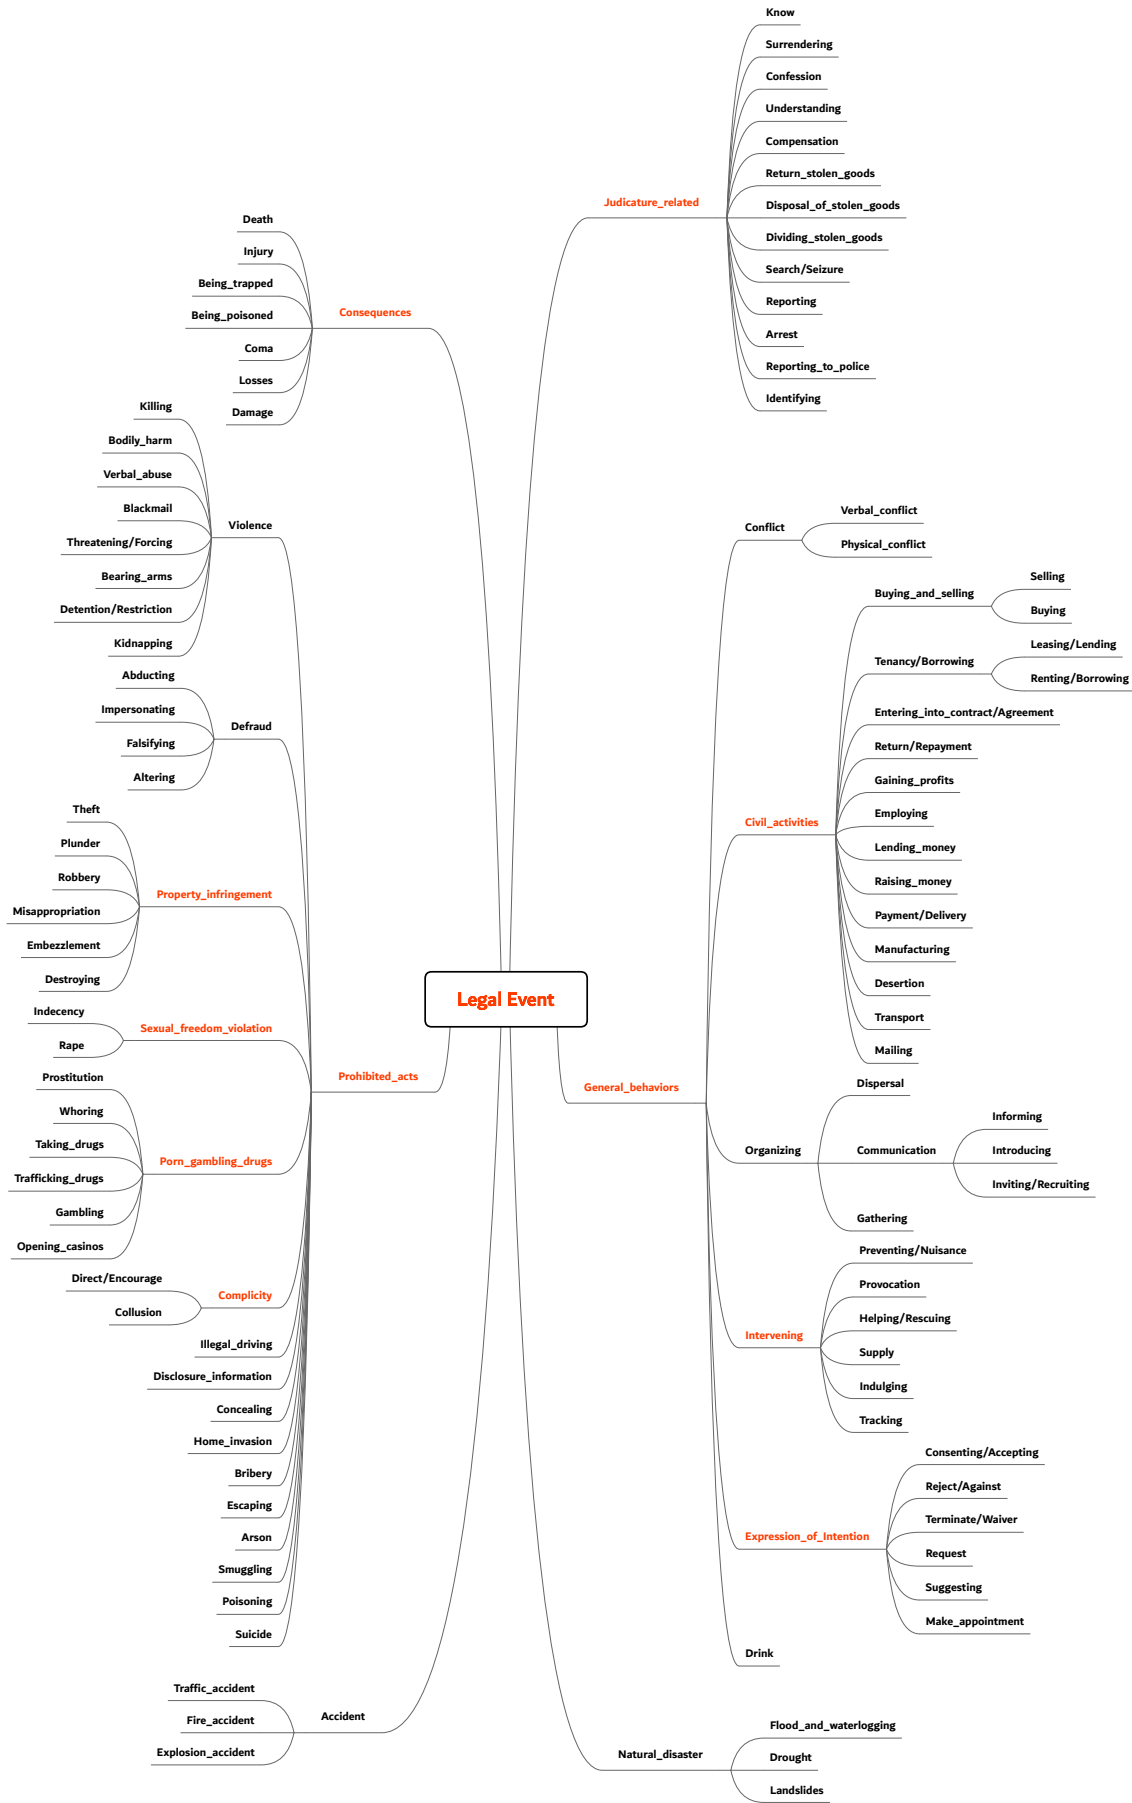 Legal Event
Judicature_related
Know
Surrendering
Confession
Understanding
Compensation
Return_stolen_goods
Disposal_of_stolen_goods
Dividing_stolen_goods
Search/Seizure
Reporting
Arrest
Reporting_to_police
Identifying
Consequences
Death
Injury
Being_trapped
Being_poisoned
Coma
Losses
Damage
Prohibited_acts
Violence
Killing
Bodily_harm
Verbal_abuse
Blackmail
Threatening/Forcing
Bearing_arms
Detention/Restriction
Kidnapping
Defraud
Abducting
Impersonating
Falsifying
Altering
Property_infringement
Theft
Plunder
Robbery
Misappropriation
Embezzlement
Destroying
Sexual_freedom_violation
Indecency
Rape
Porn_gambling_drugs
Prostitution
Whoring
Taking_drugs
Trafficking_drugs
Gambling
Opening_casinos
Complicity
Direct/Encourage
Collusion
Illegal_driving
Disclosure_information
Concealing
Home_invasion
Bribery
Escaping
Arson
Smuggling
Poisoning
Suicide
Accident
Traffic_accident
Fire_accident
Explosion_accident
General_behaviors
Conflict
Verbal_conflict
Physical_conflict
Civil_activities
Buying_and_selling
Selling
Buying
Tenancy/Borrowing
Leasing/Lending
Renting/Borrowing
Entering_into_contract/Agreement
Return/Repayment
Gaining_profits
Employing
Lending_money
Raising_money
Payment/Delivery
Manufacturing
Desertion
Transport
Mailing
Organizing
Dispersal
Communication
Informing
Introducing
Inviting/Recruiting
Gathering
Intervening
Preventing/Nuisance
Provocation
Helping/Rescuing
Supply
Indulging
Tracking
Expression_of_Intention
Consenting/Accepting
Reject/Against
Terminate/Waiver
Request
Suggesting
Make_appointment
Drink
Natural_disaster
Flood_and_waterlogging
Drought
Landslides